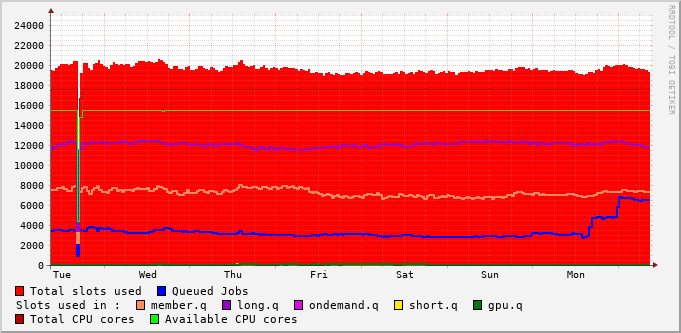 24000
22000
20000
18000
16000
14000
12000
10000
8000
6000
4000
2000
0
Tue Wed Thu Fri Sat Sun Mon
RRDTOOL / TOBI OETIKER
Total slots used Queued Jobs
Slots used in : member.q long.q ondemand.q short.q gpu.q
Total CPU cores Available CPU cores